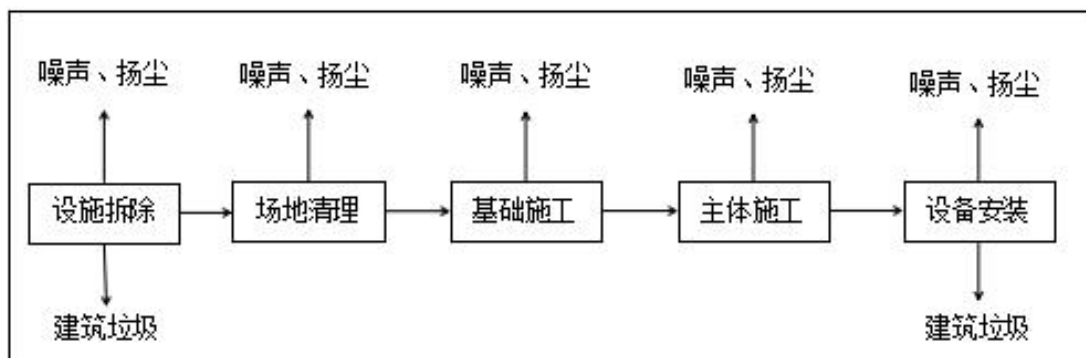 噪声、扬尘 噪声、扬尘 噪声、扬尘 噪声、扬尘 噪声、扬尘
设施拆除 场地清理 基础施工 主体施工 设备安装
建筑垃圾 建筑垃圾